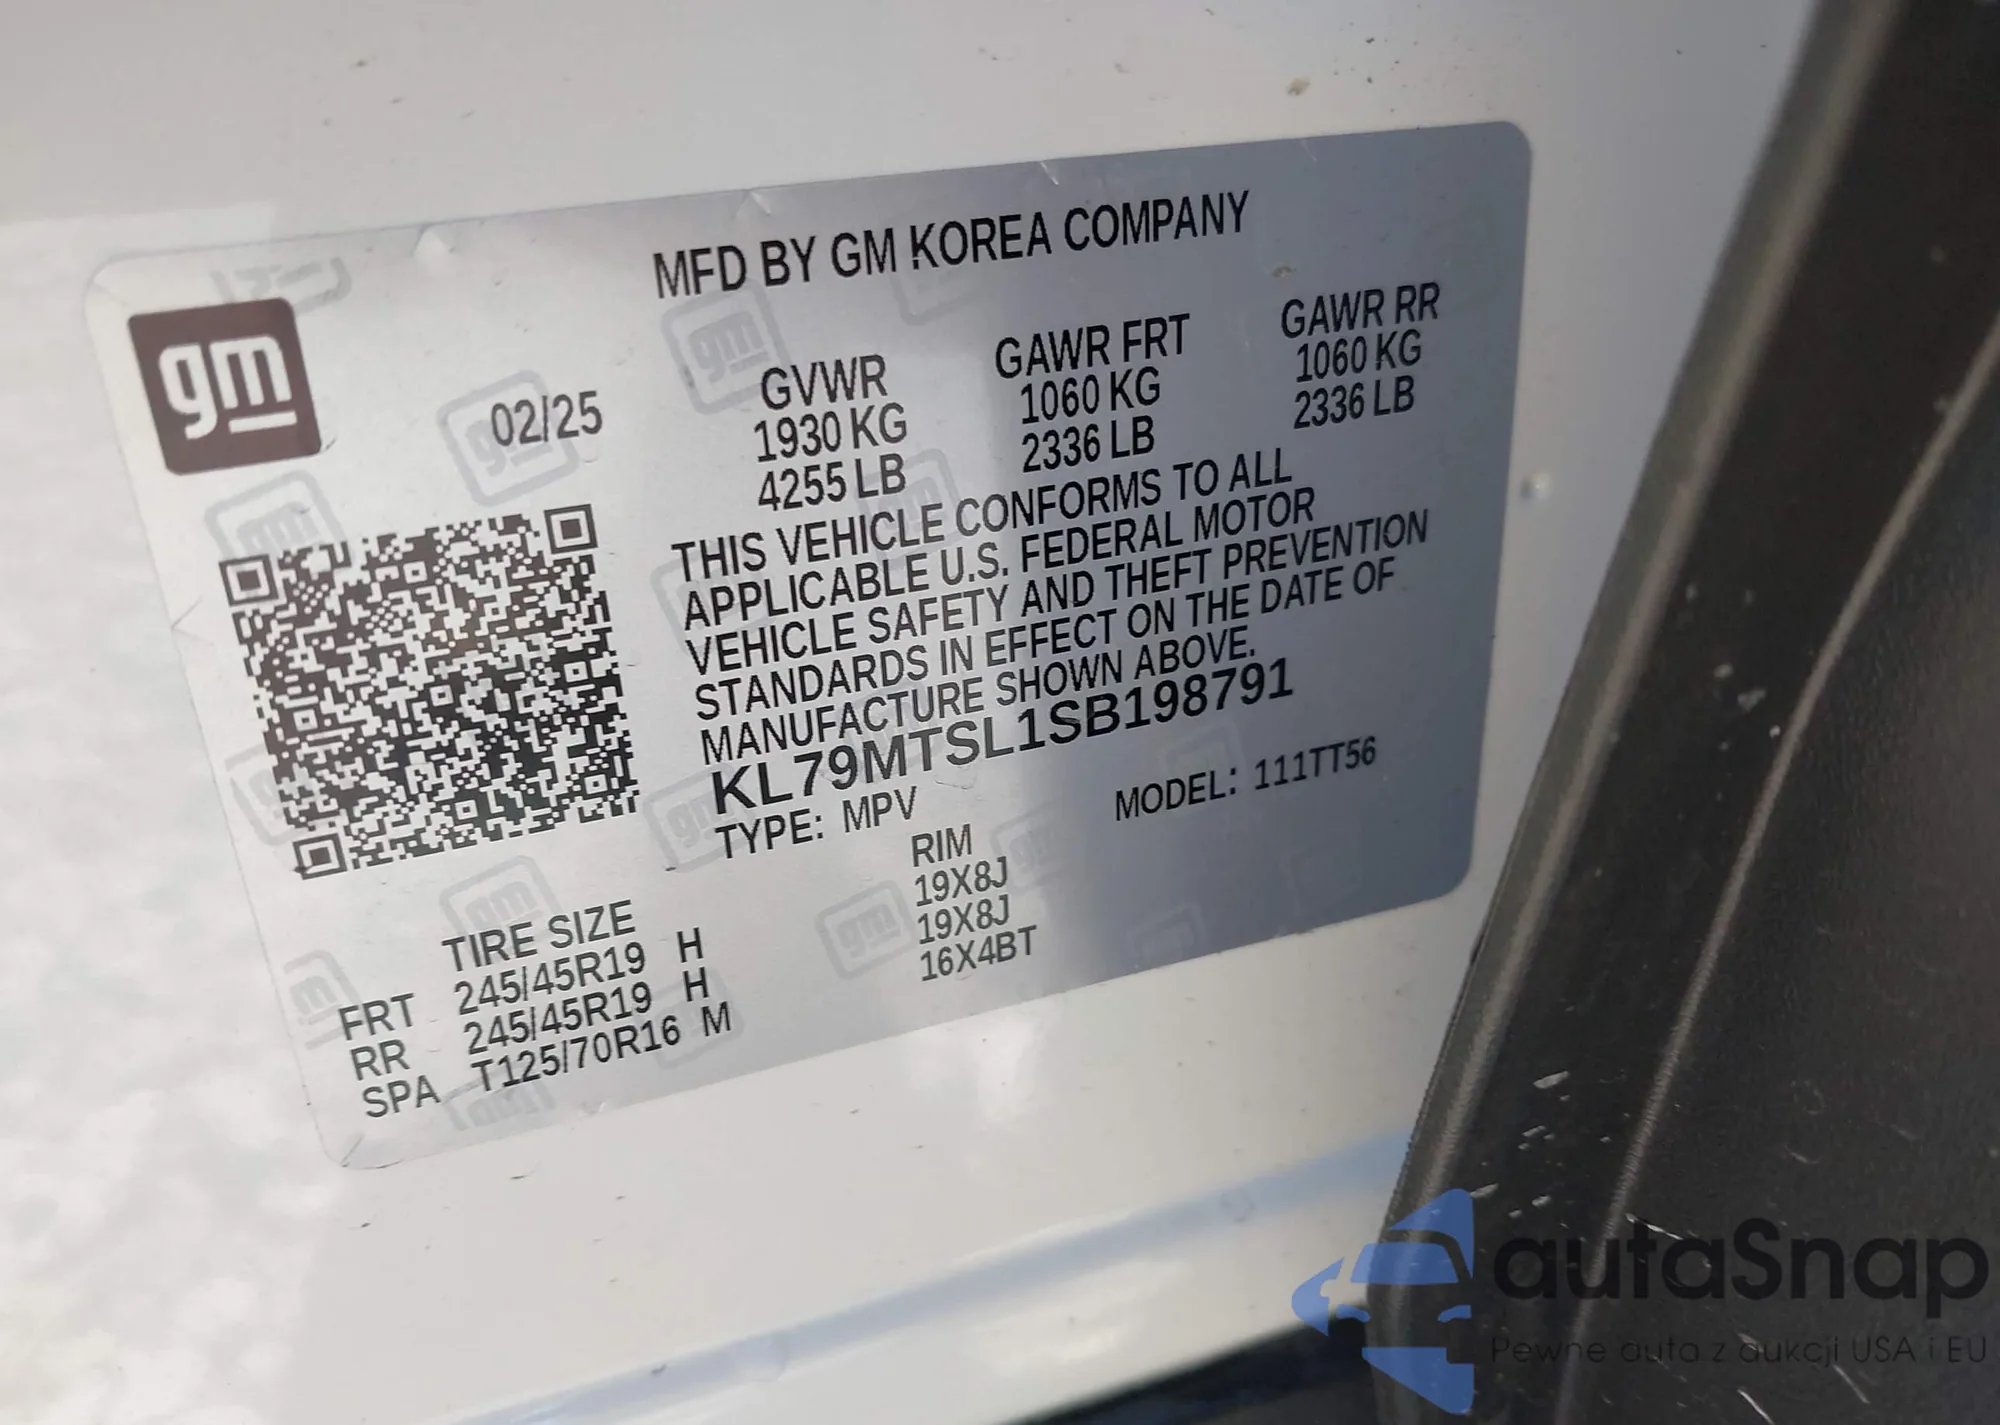 MFD BY GM KOREA COMPANY
gm
02/25
GVWR GAWR FRT GAWR RR
1930 KG 1060 KG 1060 KG
4255 LB 2336 LB 2336 LB
THIS VEHICLE CONFORMS TO ALL
APPLICABLE U.S. FEDERAL MOTOR
VEHICLE SAFETY AND THEFT PREVENTION
STANDARDS IN EFFECT ON THE DATE OF
MANUFACTURE SHOWN ABOVE.
KL79MTSL1SB198791
TYPE: MPV MODEL: 111TT56
TIRE SIZE RIM
FRT 245/45R19 H 19X8J
RR 245/45R19 H 19X8J
SPA T125/70R16 M 16X4BT
autaSnap
Pewne auta z aukcji USA i EU